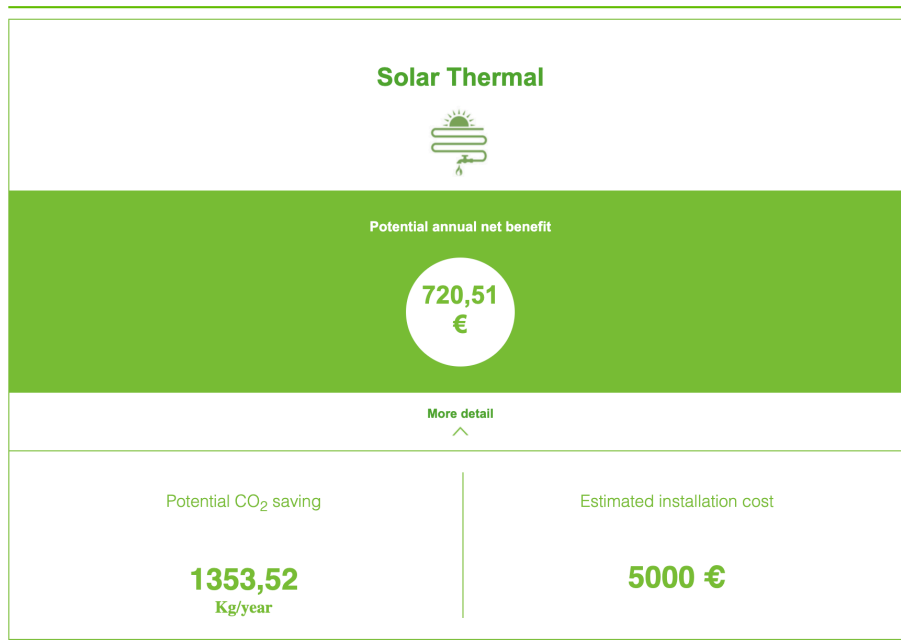 Solar Thermal
Potential annual net benefit
720,51
€
More detail
Potential CO₂ saving
1353,52
Kg/year
Estimated installation cost
5000 €